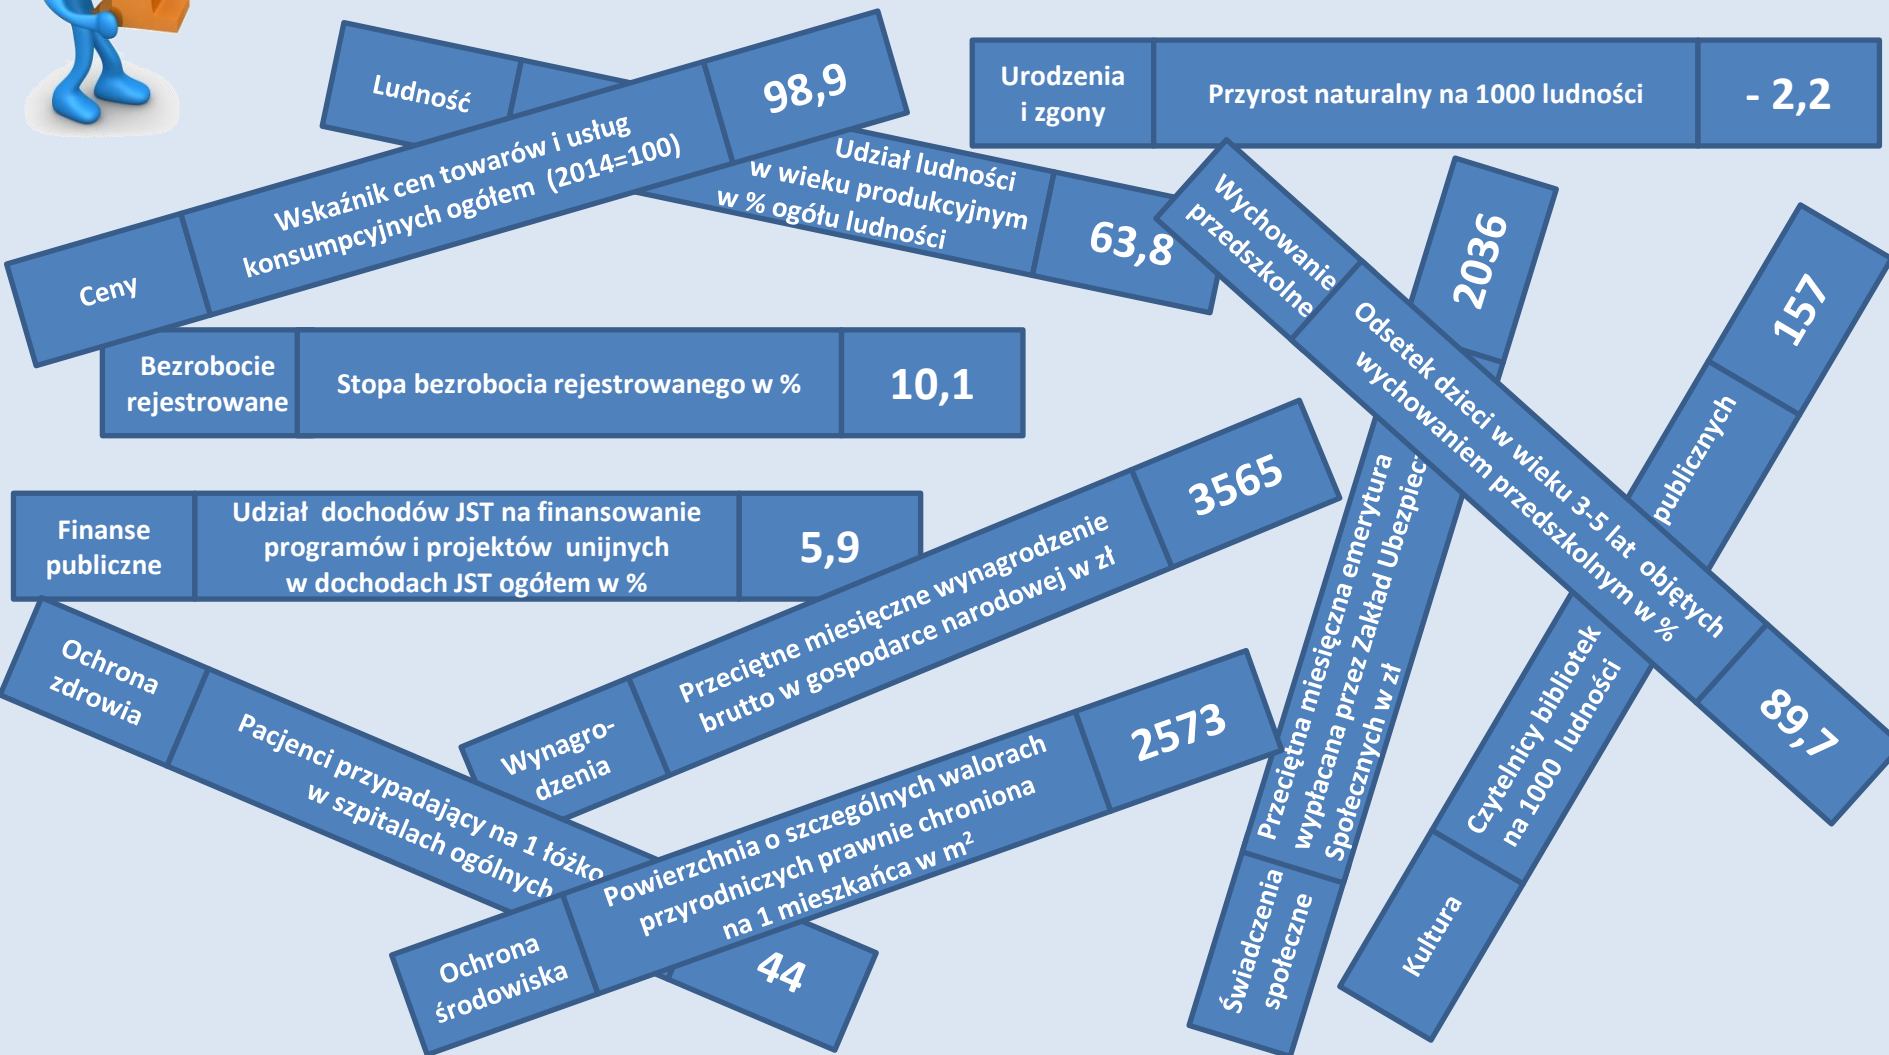 Ludność
Udział ludności
w wieku produkcyjnym
w % ogółu ludności
63,8
Ceny
Wskaźnik cen towarów i usług
konsumpcyjnych ogółem (2014=100)
98,9
Urodzenia
i zgony
Przyrost naturalny na 1000 ludności
- 2,2
Bezrobocie
rejestrowane
Stopa bezrobocia rejestrowanego w %
10,1
Wychowanie
przedszkolne
Odsetek dzieci w wieku 3-5 lat objętych
wychowaniem przedszkolnym w %
89,7
Finanse
publiczne
Udział dochodów JST na finansowanie
programów i projektów unijnych
w dochodach JST ogółem w %
5,9
Wynagro-
dzenia
Przeciętne miesięczne wynagrodzenie
brutto w gospodarce narodowej w zł
3565
Ochrona
zdrowia
Pacjenci przypadający na 1 łóżko
w szpitalach ogólnych
44
Ochrona
środowiska
Powierzchnia o szczególnych walorach
przyrodniczych prawnie chroniona
na 1 mieszkańca w m²
2573
Świadczenia
społeczne
Przeciętna miesięczna emerytura
wypłacana przez Zakład Ubezpiec
Społecznych w zł
2036
Kultura
Czytelnicy bibliotek publicznych
na 1000 ludności
157